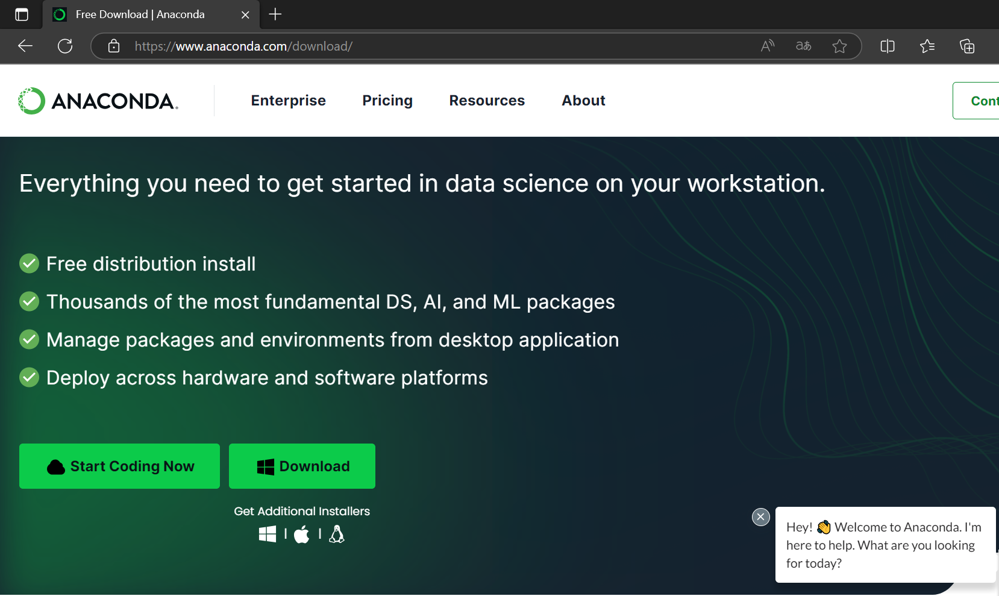 Free Download | Anaconda
https://www.anaconda.com/download/
ANACONDA.
Enterprise Pricing Resources About
Cont
Everything you need to get started in data science on your workstation.
Free distribution install
Thousands of the most fundamental DS, AI, and ML packages
Manage packages and environments from desktop application
Deploy across hardware and software platforms
Start Coding Now
Download
Get Additional Installers
Hey! 👋 Welcome to Anaconda. I'm
here to help. What are you looking
for today?